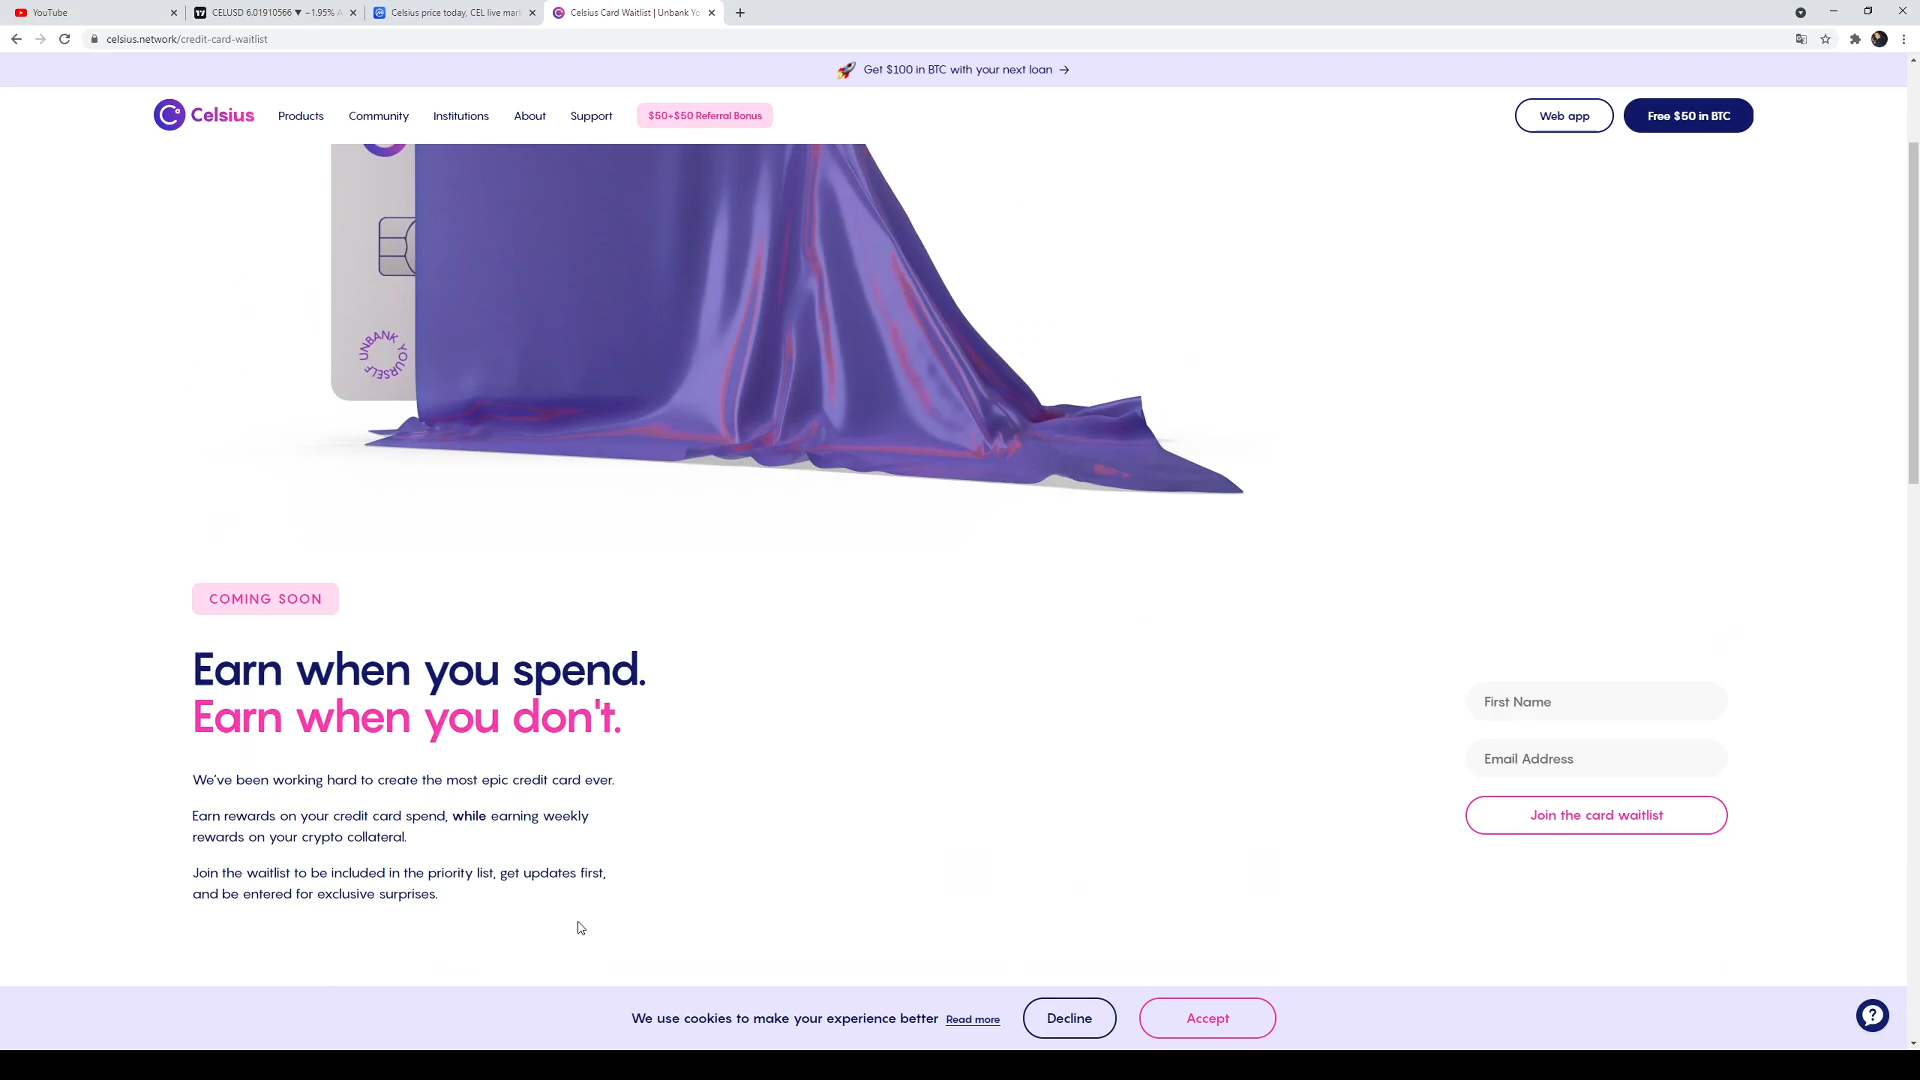 YouTube
CELUSD 6.01910566 ▼ −1.95%
Celsius price today, CEL live mar
Celsius Card Waitlist | Unbank Yo
celsius.network/credit-card-waitlist
🚀 Get $100 in BTC with your next loan →
Celsius
Products
Community
Institutions
About
Support
$50+$50 Referral Bonus
Web app
Free $50 in BTC
UNBANK YOURSELF
COMING SOON
Earn when you spend.
Earn when you don't.
We've been working hard to create the most epic credit card ever.
Earn rewards on your credit card spend, while earning weekly
rewards on your crypto collateral.
Join the waitlist to be included in the priority list, get updates first,
and be entered for exclusive surprises.
First Name
Email Address
Join the card waitlist
We use cookies to make your experience better Read more
Decline
Accept